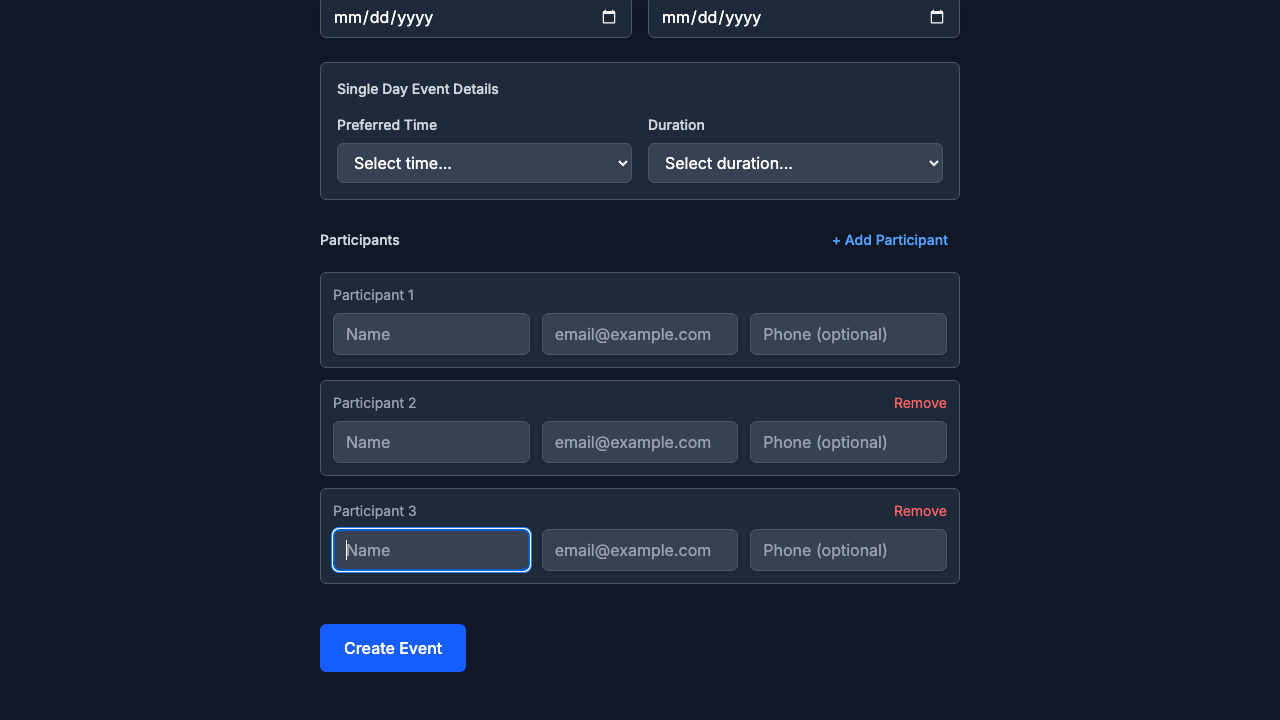 mm/dd/yyyy mm/dd/yyyy
Single Day Event Details
Preferred Time Duration
Select time... Select duration...
Participants + Add Participant
Participant 1
Name email@example.com Phone (optional)
Participant 2 Remove
Name email@example.com Phone (optional)
Participant 3 Remove
Name email@example.com Phone (optional)
Create Event